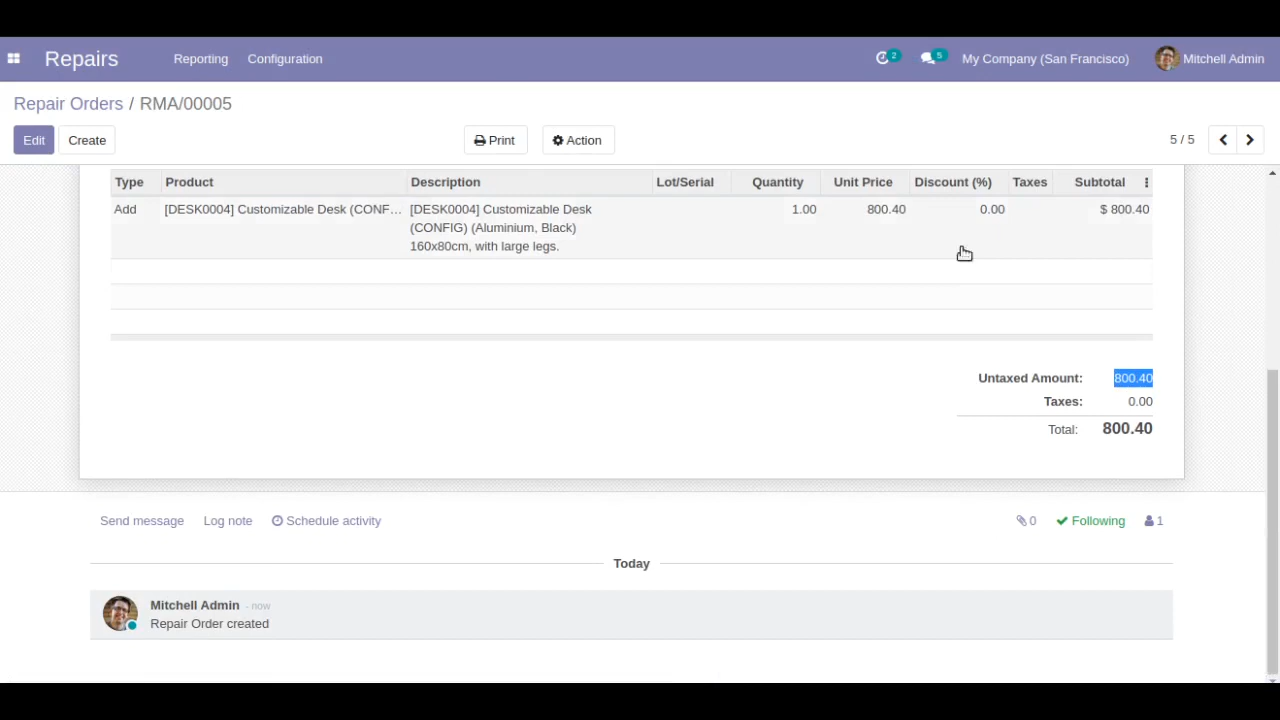 Repairs Reporting Configuration 2 5 My Company (San Francisco) Mitchell Admin
Repair Orders / RMA/00005
Edit Create Print Action 5 / 5
Type Product Description Lot/Serial Quantity Unit Price Discount (%) Taxes Subtotal
Add [DESK0004] Customizable Desk (CONF... [DESK0004] Customizable Desk 1.00 800.40 0.00 $ 800.40
(CONFIG) (Aluminium, Black)
160x80cm, with large legs.
Untaxed Amount: 800.40
Taxes: 0.00
Total: 800.40
Send message Log note Schedule activity 0 Following 1
Today
Mitchell Admin - now
Repair Order created